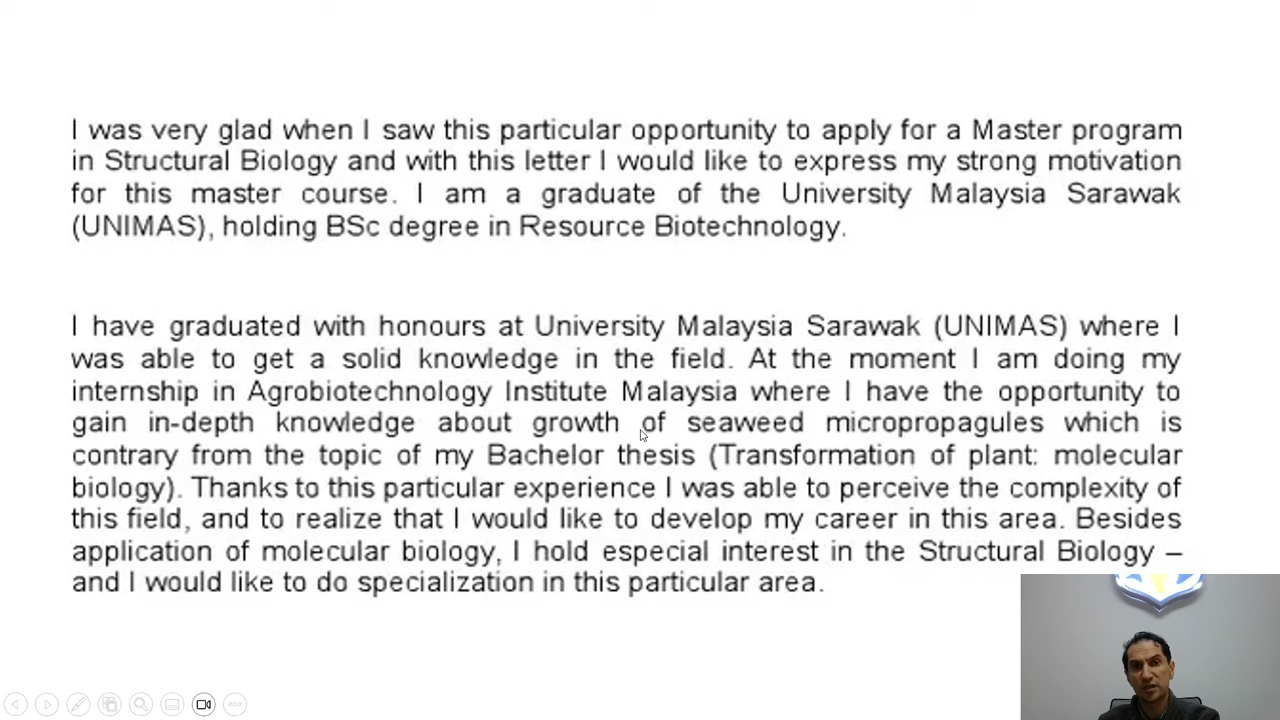 I was very glad when I saw this particular opportunity to apply for a Master program
in Structural Biology and with this letter I would like to express my strong motivation
for this master course. I am a graduate of the University Malaysia Sarawak
(UNIMAS), holding BSc degree in Resource Biotechnology.
I have graduated with honours at University Malaysia Sarawak (UNIMAS) where I
was able to get a solid knowledge in the field. At the moment I am doing my
internship in Agrobiotechnology Institute Malaysia where I have the opportunity to
gain in-depth knowledge about growth of seaweed micropropagules which is
contrary from the topic of my Bachelor thesis (Transformation of plant: molecular
biology). Thanks to this particular experience I was able to perceive the complexity of
this field, and to realize that I would like to develop my career in this area. Besides
application of molecular biology, I hold especial interest in the Structural Biology –
and I would like to do specialization in this particular area.